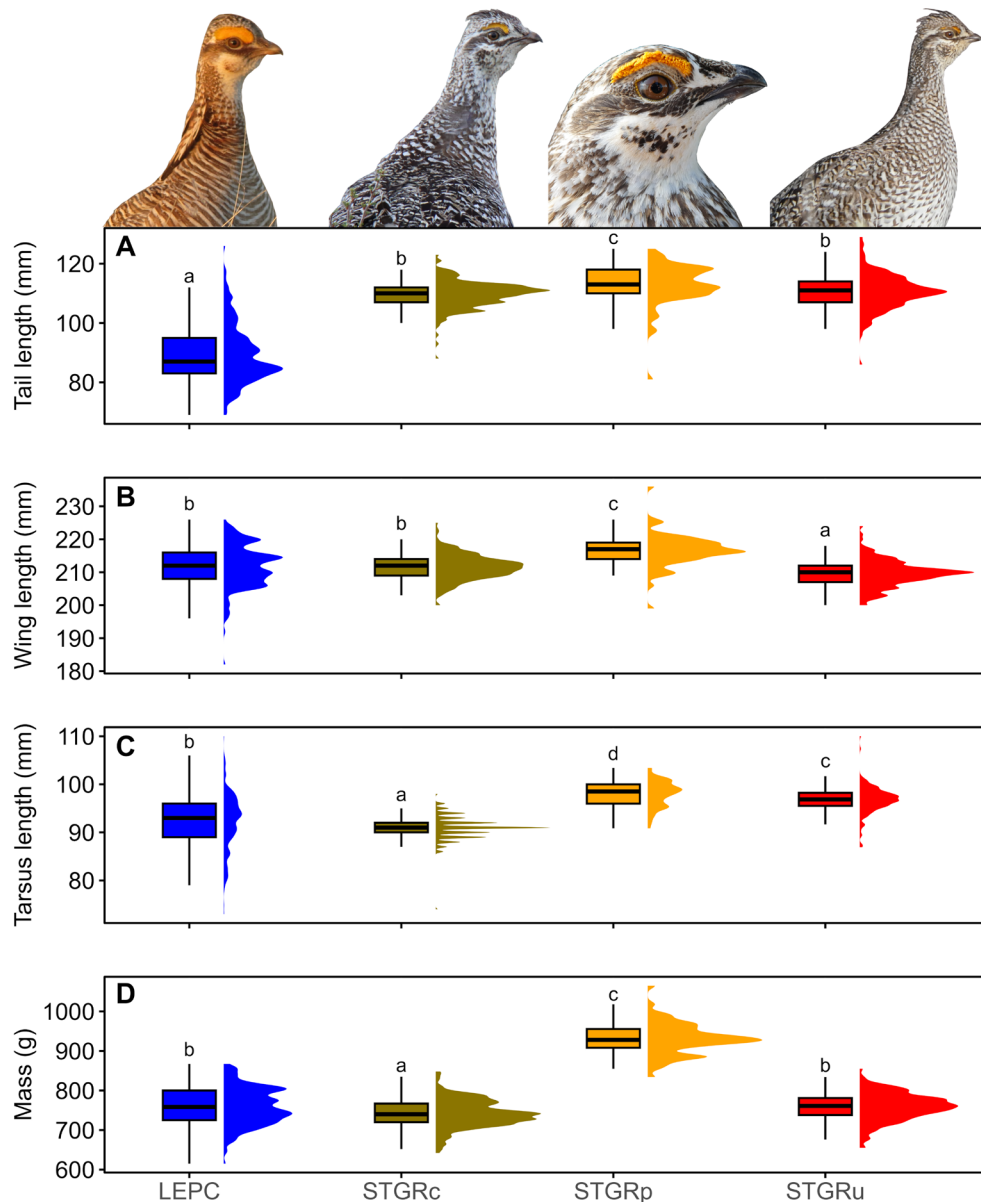 A
Tail length (mm)
120
100
80
a
b
c
b
B
Wing length (mm)
230
220
210
200
190
180
b
b
c
a
C
Tarsus length (mm)
110
100
90
80
b
a
d
c
D
Mass (g)
1000
900
800
700
600
b
a
c
b
LEPC
STGRc
STGRp
STGRu